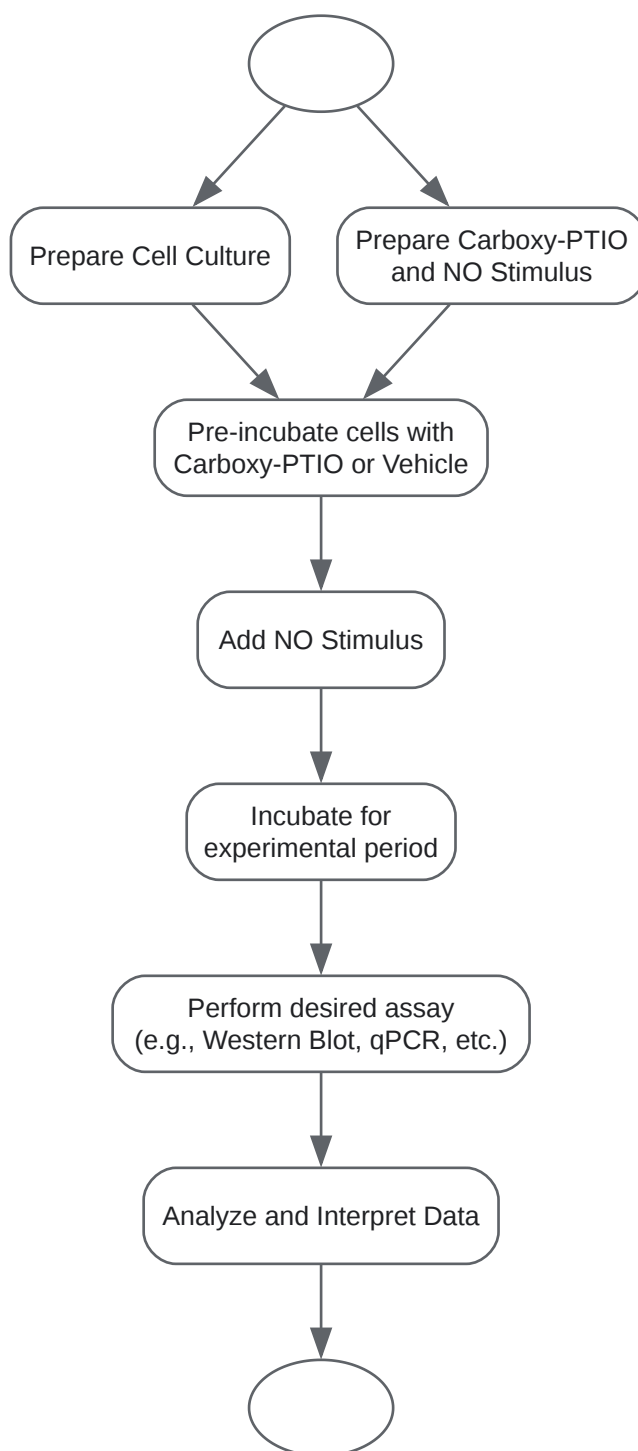 Prepare Cell Culture
Prepare Carboxy-PTIO
and NO Stimulus
Pre-incubate cells with
Carboxy-PTIO or Vehicle
Add NO Stimulus
Incubate for
experimental period
Perform desired assay
(e.g., Western Blot, qPCR, etc.)
Analyze and Interpret Data